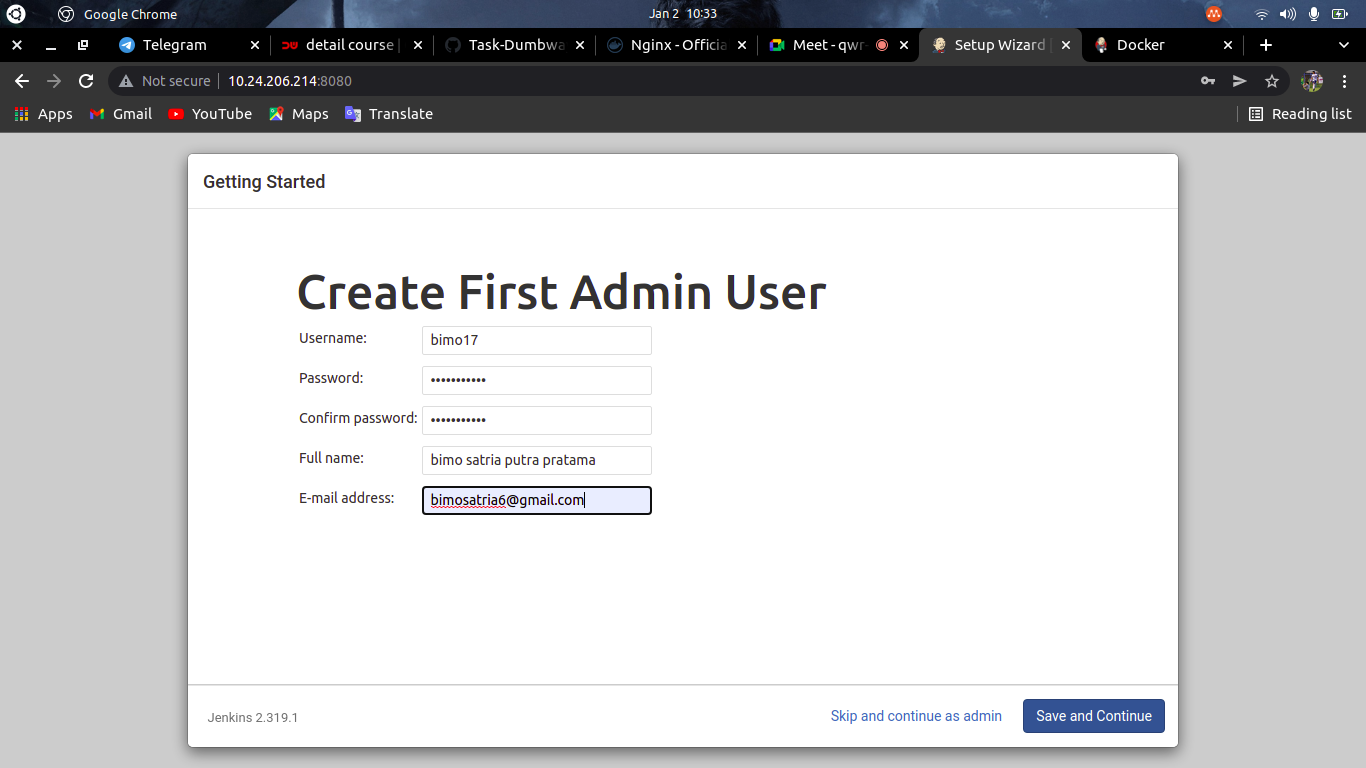 Google Chrome
Jan 2 10:33
Telegram
detail course |
Task-Dumbwa
Nginx - Officia
Meet - qwr
Setup Wizard
Docker
Not secure
10.24.206.214:8080
Apps
Gmail
YouTube
Maps
Translate
Reading list
Getting Started
Create First Admin User
Username:
bimo17
Password:
•••••••••••
Confirm password:
•••••••••••
Full name:
bimo satria putra pratama
E-mail address:
bimosatria6@gmail.com
Jenkins 2.319.1
Skip and continue as admin
Save and Continue